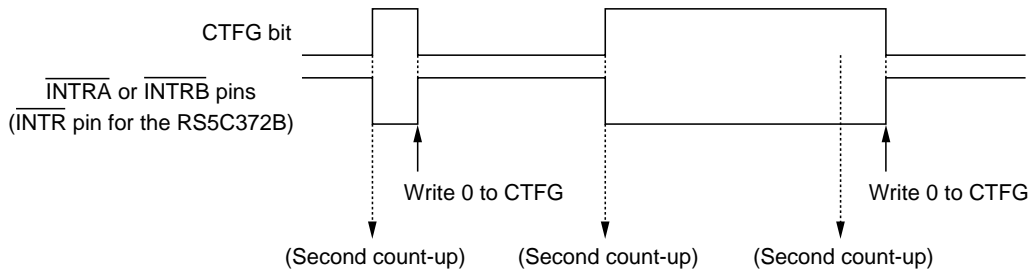 CTFG bit
INTRA or INTRB pins
(INTR pin for the RS5C372B)
Write 0 to CTFG Write 0 to CTFG
(Second count-up) (Second count-up) (Second count-up)